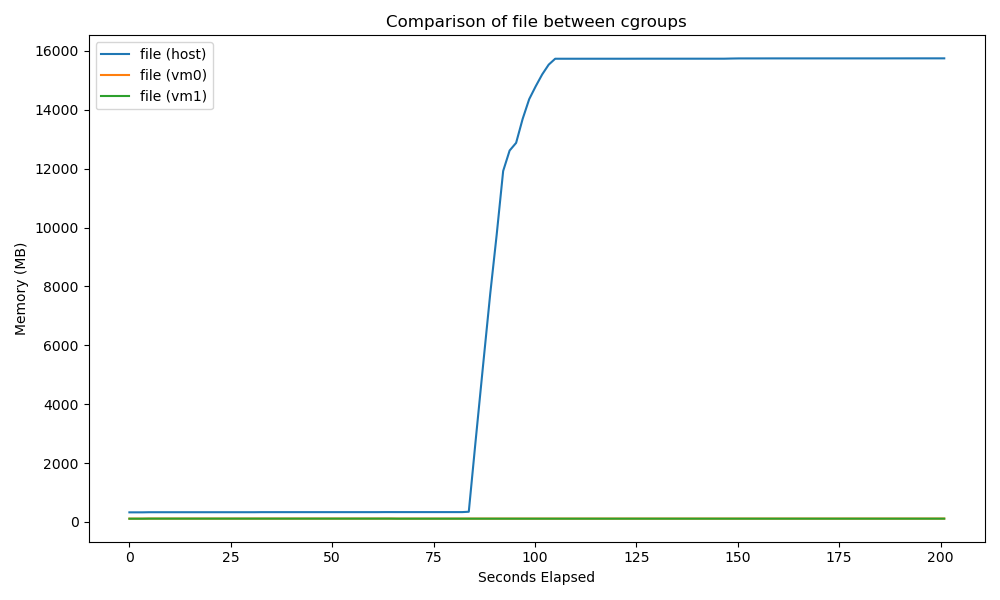 Comparison of file between cgroups
file (host)
file (vm0)
file (vm1)
Memory (MB)
16000
14000
12000
10000
8000
6000
4000
2000
0
0 25 50 75 100 125 150 175 200
Seconds Elapsed